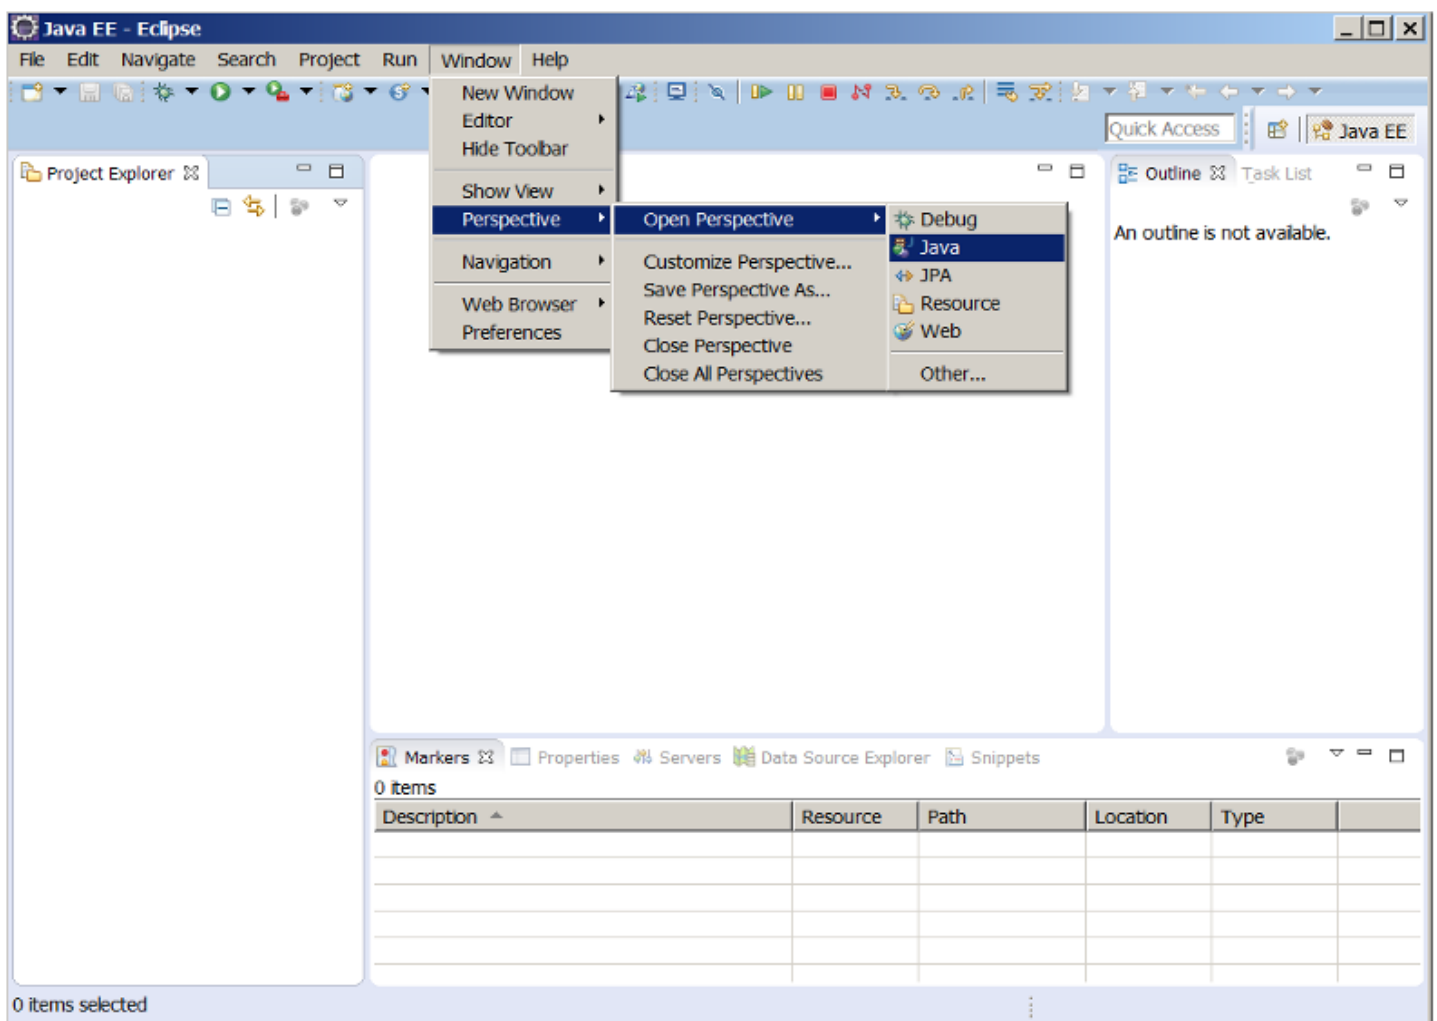 Java EE - Eclipse
File Edit Navigate Search Project Run Window Help
New Window
Editor
Hide Toolbar
Show View
Perspective
Navigation
Web Browser
Preferences
Open Perspective
Customize Perspective...
Save Perspective As...
Reset Perspective...
Close Perspective
Close All Perspectives
Debug
Java
JPA
Resource
Web
Other...
Quick Access
Java EE
Project Explorer
Outline Task List
An outline is not available.
Markers Properties Servers Data Source Explorer Snippets
0 items
Description Resource Path Location Type
0 items selected